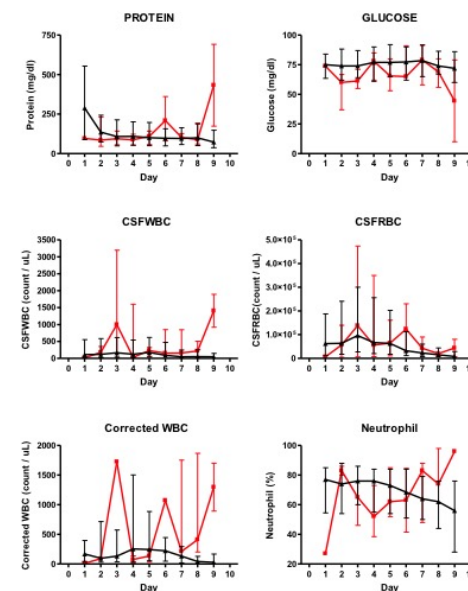 PROTEIN
Protein (mg/dl)
750
500
250
0
0 1 2 3 4 5 6 7 8 9 10
Day
GLUCOSE
Glucose (mg/dl)
100
75
50
25
0
0 1 2 3 4 5 6 7 8 9
Day
CSFWBC
CSFWBC (count / uL)
3500
3000
2500
2000
1500
1000
500
0
0 1 2 3 4 5 6 7 8 9 10
Day
CSFRBC
CSFRBC(count / uL)
5.0×10⁵
4.0×10⁵
3.0×10⁵
2.0×10⁵
1.0×10⁵
0
0 1 2 3 4 5 6 7 8 9
Day
Corrected WBC
Corrected WBC (count / uL)
2000
1500
1000
500
0
0 1 2 3 4 5 6 7 8 9 10
Day
Neutrophil
Neutrophil (%)
100
80
60
40
20
0 1 2 3 4 5 6 7 8 9
Day